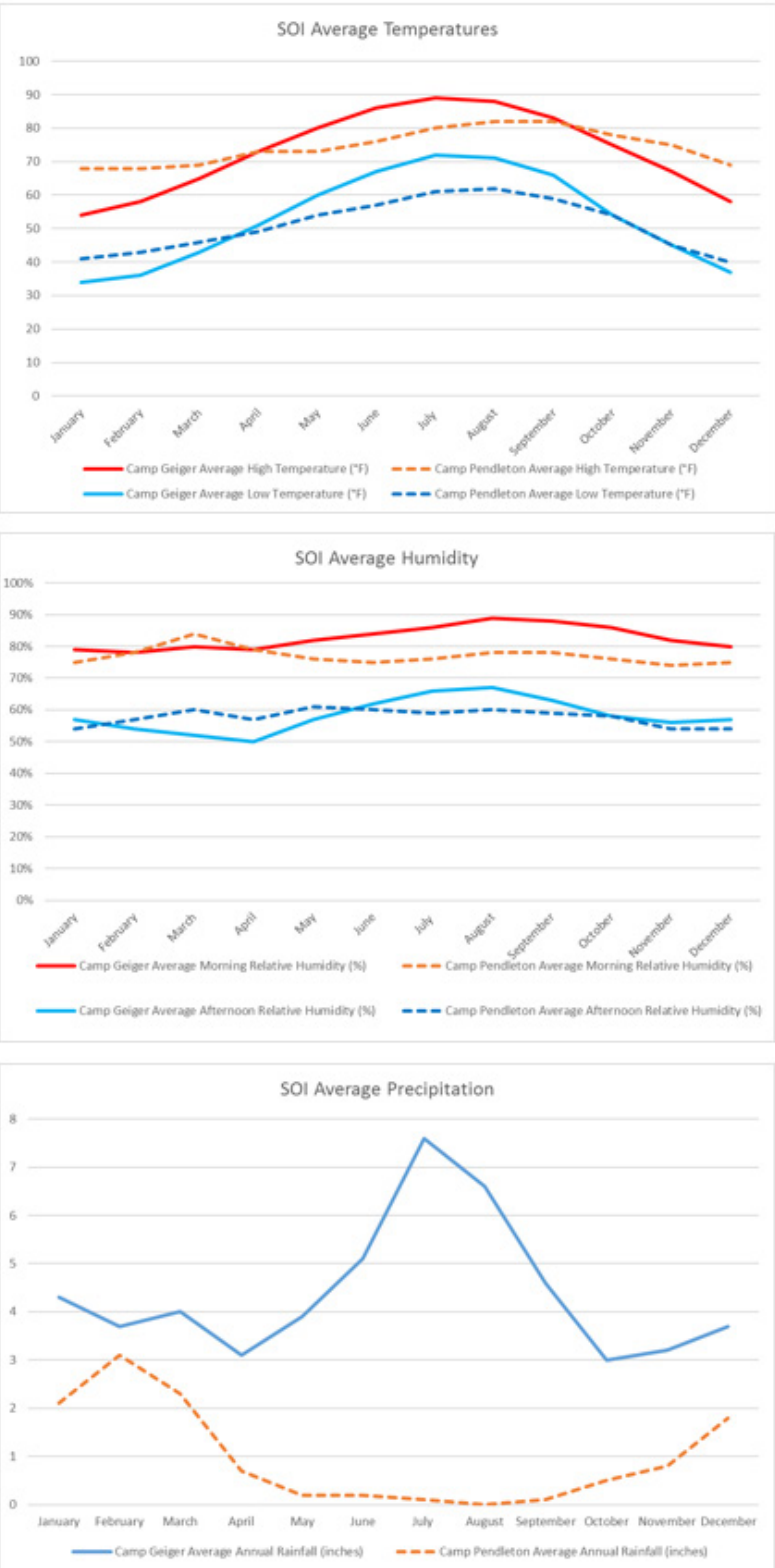 SOI Average Temperatures
100
90
80
70
60
50
40
30
20
10
0
January February March April May June July August September October November December
Camp Geiger Average High Temperature (°F) Camp Pendleton Average High Temperature (°F)
Camp Geiger Average Low Temperature (°F) Camp Pendleton Average Low Temperature (°F)
SOI Average Humidity
100%
90%
80%
70%
60%
50%
40%
30%
20%
10%
0%
January February March April May June July August September October November December
Camp Geiger Average Morning Relative Humidity (%) Camp Pendleton Average Morning Relative Humidity (%)
Camp Geiger Average Afternoon Relative Humidity (%) Camp Pendleton Average Afternoon Relative Humidity (%)
SOI Average Precipitation
8
7
6
5
4
3
2
1
0
January February March April May June July August September October November December
Camp Geiger Average Annual Rainfall (inches) Camp Pendleton Average Annual Rainfall (inches)